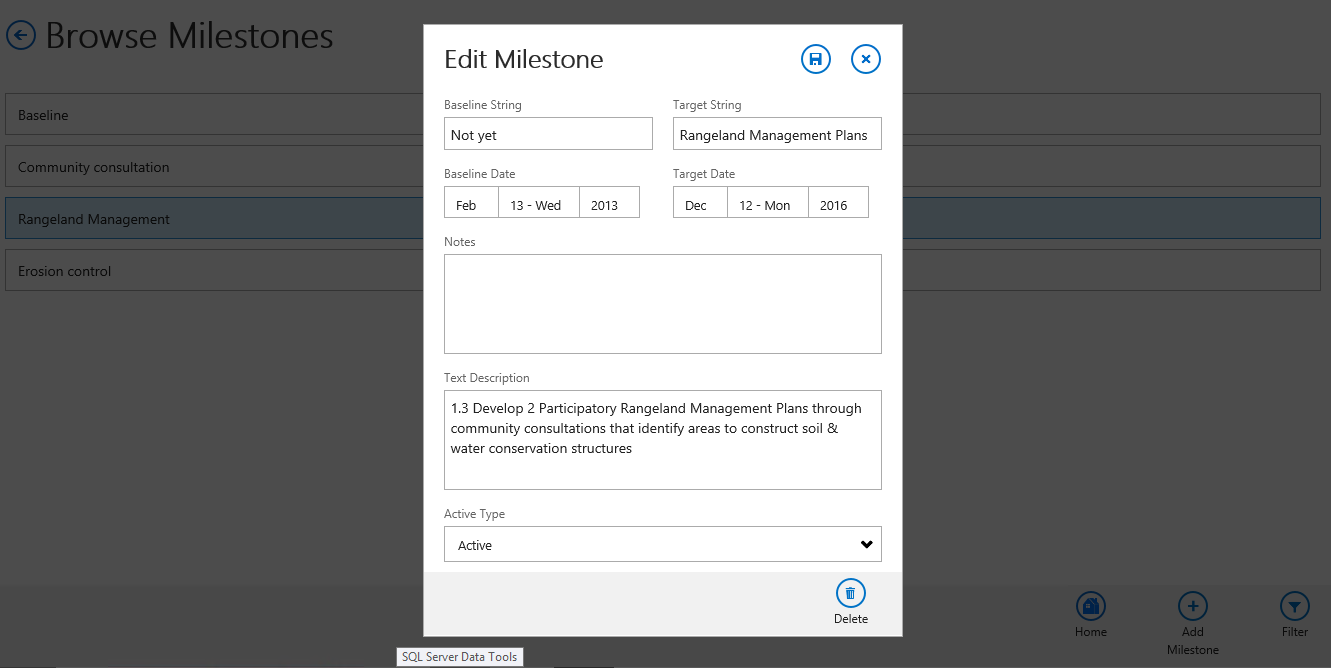 Browse Milestones
Baseline
Community consultation
Rangeland Management
Erosion control
Edit Milestone
Baseline String
Target String
Not yet
Rangeland Management Plans
Baseline Date
Target Date
Feb 13 - Wed 2013
Dec 12 - Mon 2016
Notes
Text Description
1.3 Develop 2 Participatory Rangeland Management Plans through
community consultations that identify areas to construct soil &
water conservation structures
Active Type
Active
Delete
Home
Add
Milestone
Filter
SQL Server Data Tools